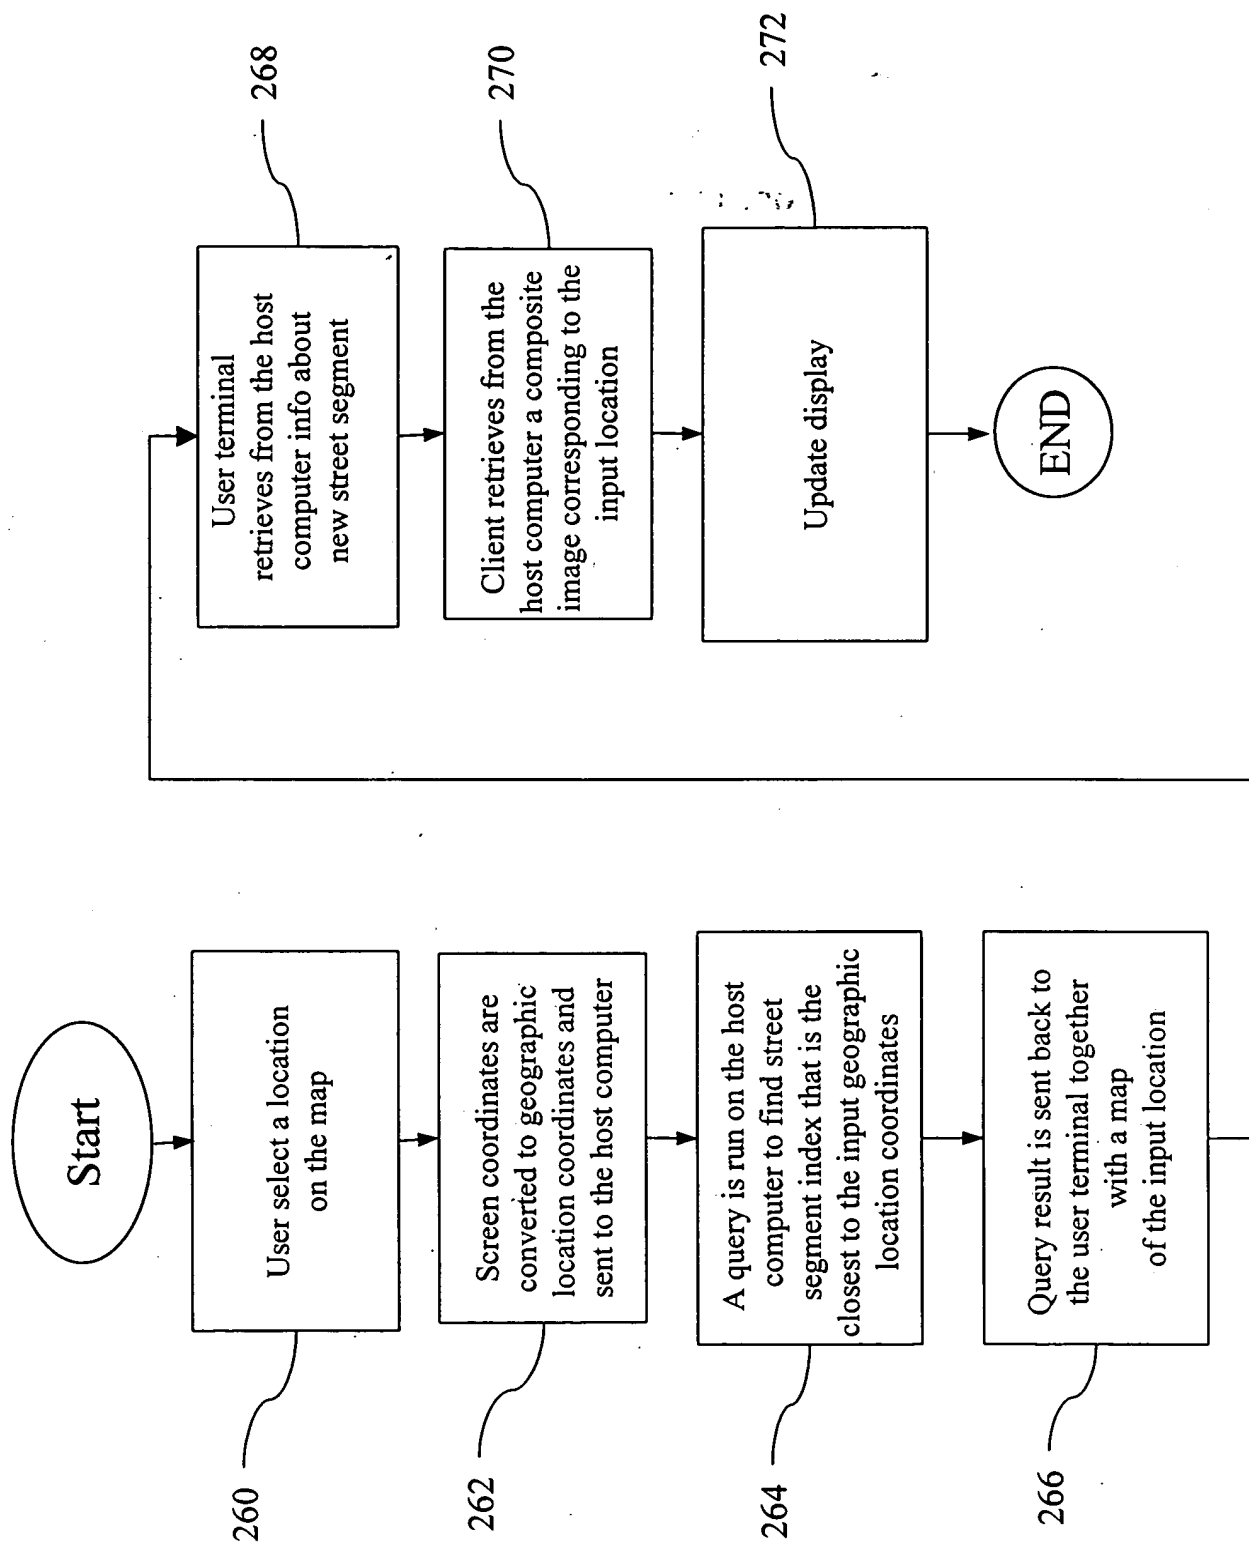 Start
260
User select a location
on the map
262
Screen coordinates are
converted to geographic
location coordinates and
sent to the host computer
264
A query is run on the host
computer to find street
segment index that is the
closest to the input geographic
location coordinates
266
Query result is sent back to
the user terminal together
with a map
of the input location
268
User terminal
retrieves from the host
computer info about
new street segment
270
Client retrieves from the
host computer a composite
image corresponding to the
input location
272
Update display
END